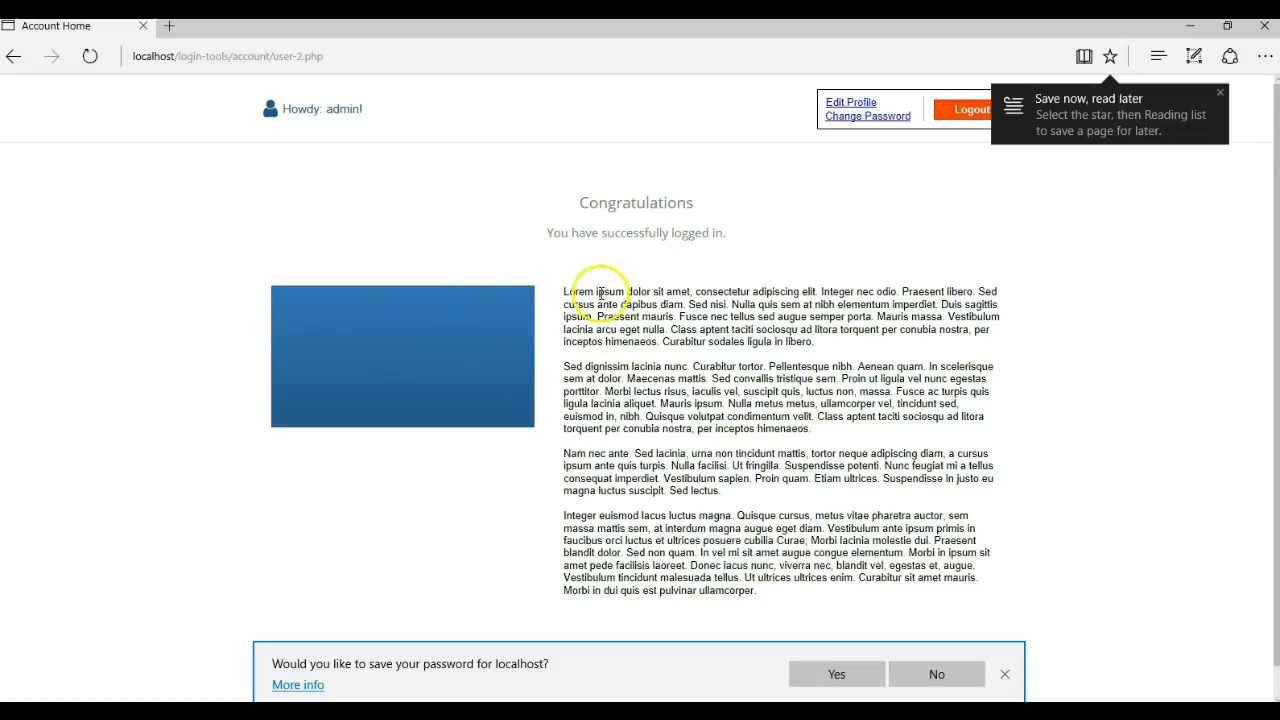 Account Home
localhost/login-tools/account/user-2.php
Howdy: admin!
Edit Profile
Change Password
Logout
Save now, read later
Select the star, then Reading list
to save a page for later.
Congratulations
You have successfully logged in.
Lorem ipsum dolor sit amet, consectetur adipiscing elit. Integer nec odio. Praesent libero. Sed
cursus ante dapibus diam. Sed nisi. Nulla quis sem at nibh elementum imperdiet. Duis sagittis
ipsum. Praesent mauris. Fusce nec tellus sed augue semper porta. Mauris massa. Vestibulum
lacinia arcu eget nulla. Class aptent taciti sociosqu ad litora torquent per conubia nostra, per
inceptos himenaeos. Curabitur sodales ligula in libero.
Sed dignissim lacinia nunc. Curabitur tortor. Pellentesque nibh. Aenean quam. In scelerisque
sem at dolor. Maecenas mattis. Sed convallis tristique sem. Proin ut ligula vel nunc egestas
porttitor. Morbi lectus risus, iaculis vel, suscipit quis, luctus non, massa. Fusce ac turpis quis
ligula lacinia aliquet. Mauris ipsum. Nulla metus metus, ullamcorper vel, tincidunt sed,
euismod in, nibh. Quisque volutpat condimentum velit. Class aptent taciti sociosqu ad litora
torquent per conubia nostra, per inceptos himenaeos.
Nam nec ante. Sed lacinia, urna non tincidunt mattis, tortor neque adipiscing diam, a cursus
ipsum ante quis turpis. Nulla facilisi. Ut fringilla. Suspendisse potenti. Nunc feugiat mi a tellus
consequat imperdiet. Vestibulum sapien. Proin quam. Etiam ultrices. Suspendisse in justo eu
magna luctus suscipit. Sed lectus.
Integer euismod lacus luctus magna. Quisque cursus, metus vitae pharetra auctor, sem
massa mattis sem, at interdum magna augue eget diam. Vestibulum ante ipsum primis in
faucibus orci luctus et ultrices posuere cubilia Curae; Morbi lacinia molestie dui. Praesent
blandit dolor. Sed non quam. In vel mi sit amet augue congue elementum. Morbi in ipsum sit
amet pede facilisis laoreet. Donec lacus nunc, viverra nec, blandit vel, egestas et, augue.
Vestibulum tincidunt malesuada tellus. Ut ultrices ultrices enim. Curabitur sit amet mauris.
Morbi in dui quis est pulvinar ullamcorper.
Would you like to save your password for localhost?
More info
Yes
No